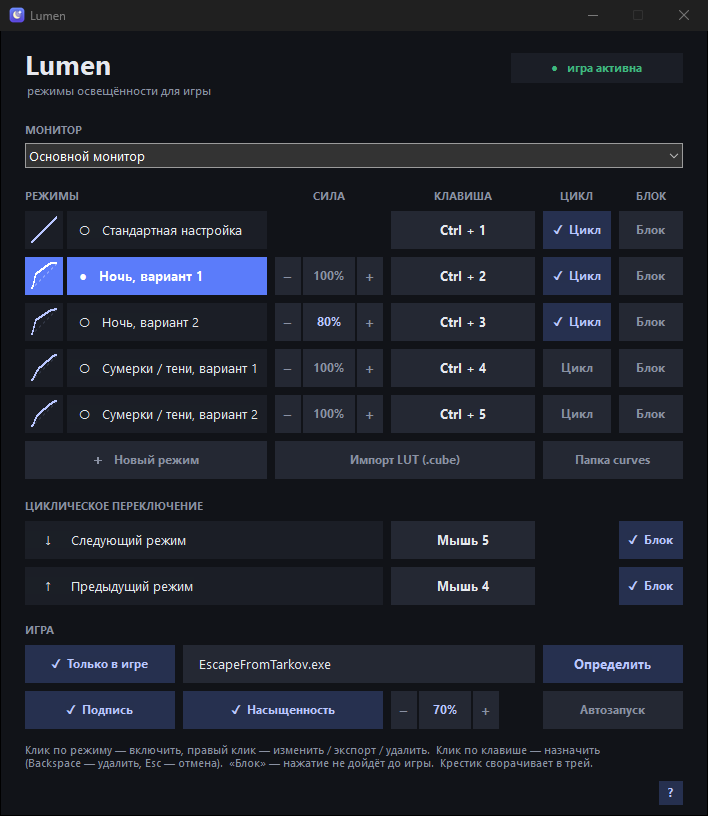 Lumen
Lumen
● игра активна
режимы освещённости для игры
МОНИТОР
Основной монитор
РЕЖИМЫ СИЛА КЛАВИША ЦИКЛ БЛОК
○ Стандартная настройка Ctrl + 1 ✓ Цикл Блок
● Ночь, вариант 1 – 100% + Ctrl + 2 ✓ Цикл Блок
○ Ночь, вариант 2 – 80% + Ctrl + 3 ✓ Цикл Блок
○ Сумерки / тени, вариант 1 – 100% + Ctrl + 4 Цикл Блок
○ Сумерки / тени, вариант 2 – 100% + Ctrl + 5 Цикл Блок
+ Новый режим Импорт LUT (.cube) Папка curves
ЦИКЛИЧЕСКОЕ ПЕРЕКЛЮЧЕНИЕ
↓ Следующий режим Мышь 5 ✓ Блок
↑ Предыдущий режим Мышь 4 ✓ Блок
ИГРА
✓ Только в игре EscapeFromTarkov.exe Определить
✓ Подпись ✓ Насыщенность – 70% + Автозапуск
Клик по режиму — включить, правый клик — изменить / экспорт / удалить. Клик по клавише — назначить
(Backspace — удалить, Esc — отмена). «Блок» — нажатие не дойдёт до игры. Крестик сворачивает в трей.
?